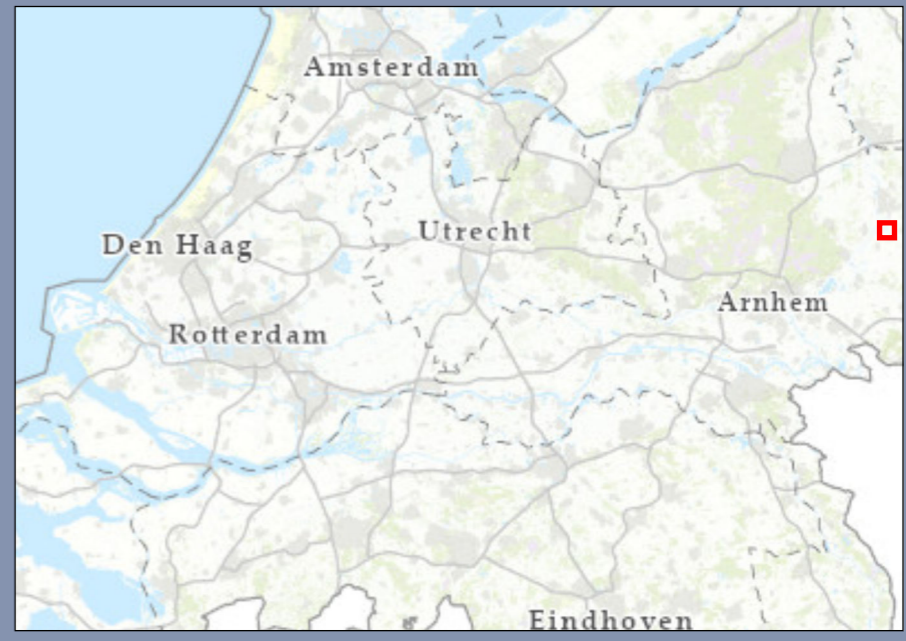 Amsterdam
Utrecht
Den Haag
Arnhem
Rotterdam
Eindhoven